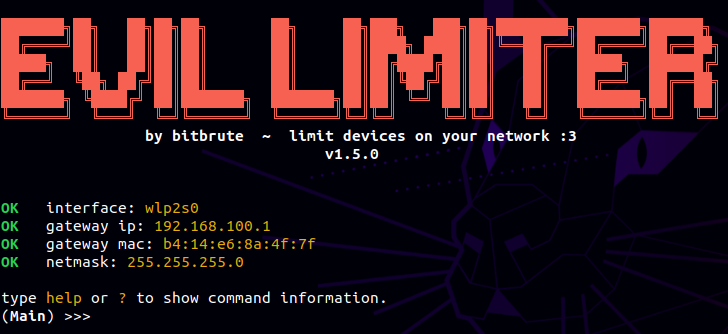 EVIL LIMITER
by bitbrute ~ limit devices on your network :3
v1.5.0
OK interface: wlp2s0
OK gateway ip: 192.168.100.1
OK gateway mac: b4:14:e6:8a:4f:7f
OK netmask: 255.255.255.0
type help or ? to show command information.
(Main) >>>